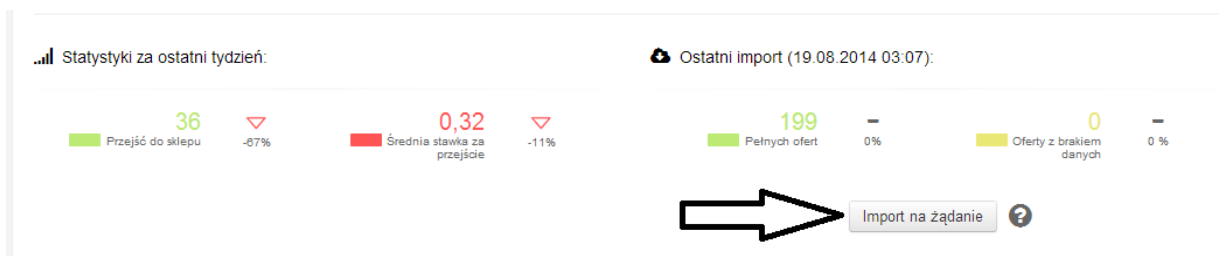 Statystyki za ostatni tydzień:
36
Przejść do sklepu
-67%
0,32
Średnia stawka za
przejście
-11%
Ostatni import (19.08.2014 03:07):
199
Pełnych ofert
0%
0
Oferty z brakiem
danych
0 %
Import na żądanie
?